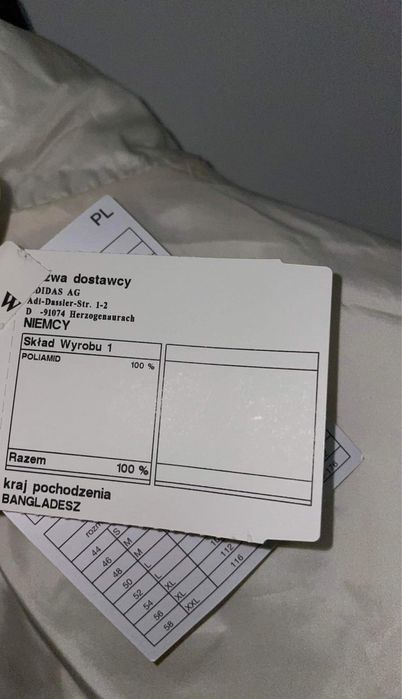 PL
zwa dostawcy
DIDAS AG
Adi-Dassler-Str. 1-2
D -91074 Herzogenaurach
NIEMCY
Skład Wyrobu 1
POLIAMID 100 %
Razem 100 %
kraj pochodzenia
BANGLADESZ
176
44 S
46 M
48 M
50 L
52 L
54 XL 112
56 XL 116
58 XXL